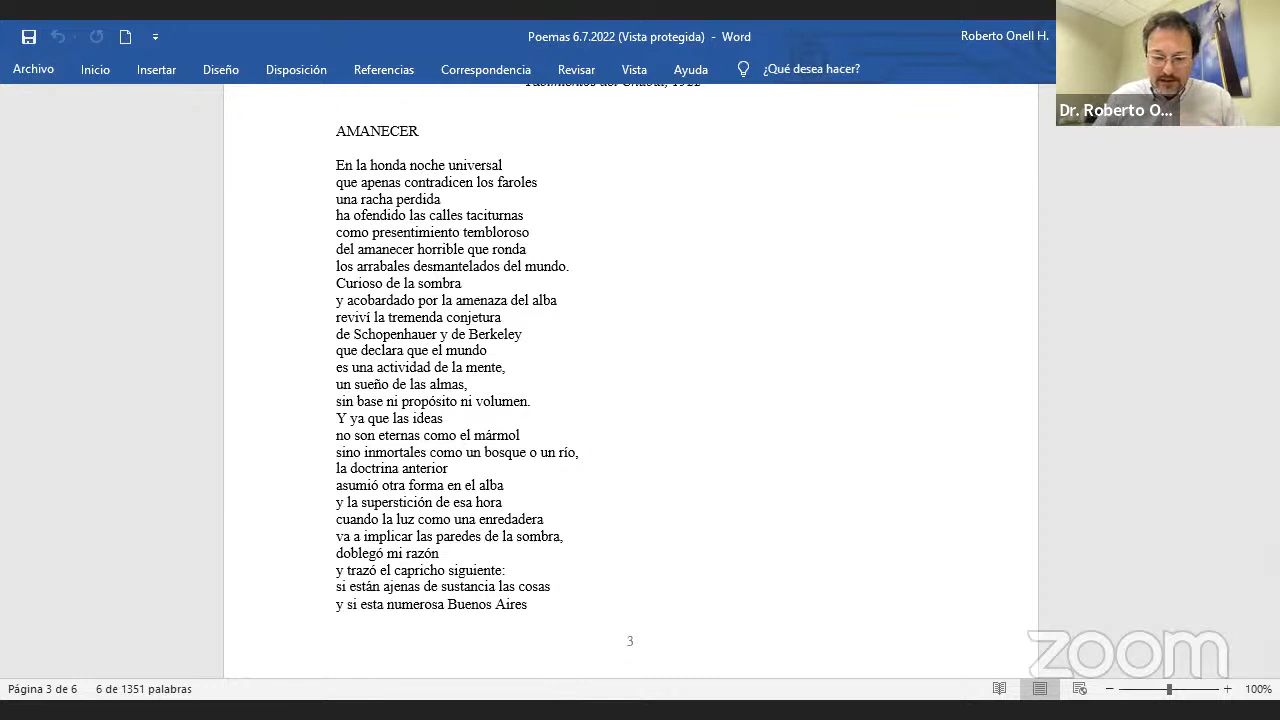 Poemas 6.7.2022 (Vista protegida) - Word
Roberto Onell H.
Archivo Inicio Insertar Diseño Disposición Referencias Correspondencia Revisar Vista Ayuda ¿Qué desea hacer?
Dr. Roberto O...
AMANECER
En la honda noche universal
que apenas contradicen los faroles
una racha perdida
ha ofendido las calles taciturnas
como presentimiento tembloroso
del amanecer horrible que ronda
los arrabales desmantelados del mundo.
Curioso de la sombra
y acobardado por la amenaza del alba
reviví la tremenda conjetura
de Schopenhauer y de Berkeley
que declara que el mundo
es una actividad de la mente,
un sueño de las almas,
sin base ni propósito ni volumen.
Y ya que las ideas
no son eternas como el mármol
sino inmortales como un bosque o un río,
la doctrina anterior
asumió otra forma en el alba
y la superstición de esa hora
cuando la luz como una enredadera
va a implicar las paredes de la sombra,
doblegó mi razón
y trazó el capricho siguiente:
si están ajenas de sustancia las cosas
y si esta numerosa Buenos Aires
3
zoom
Página 3 de 6 6 de 1351 palabras
100%